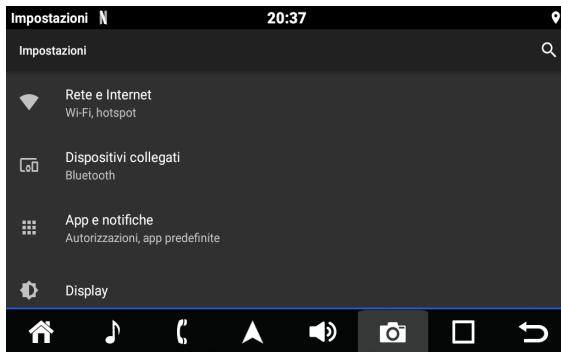 Impostazioni N 20:37
Impostazioni
Rete e Internet
Wi-Fi, hotspot
Dispositivi collegati
Bluetooth
App e notifiche
Autorizzazioni, app predefinite
Display